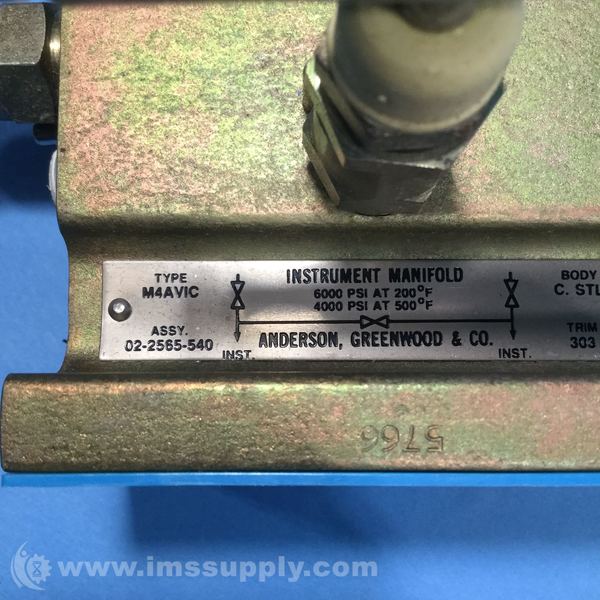 TYPE
M4AVIC
ASSY.
02-2565-540
INST.
INSTRUMENT MANIFOLD
6000 PSI AT 200°F
4000 PSI AT 500°F
ANDERSON, GREENWOOD & CO.
INST.
BODY
C. STL
TRIM
303
5766
www.imssupply.com